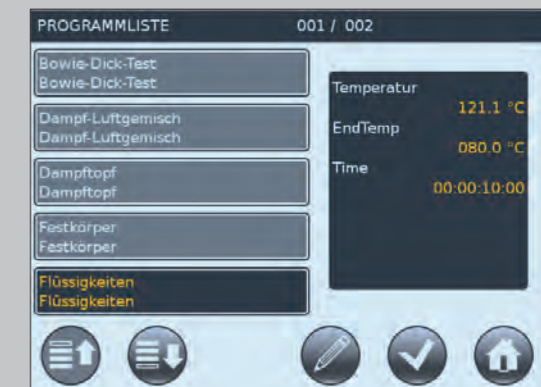 PROGRAMMLISTE 001 / 002
Bowie-Dick-Test
Bowie-Dick-Test
Dampf-Luftgemisch
Dampf-Luftgemisch
Dampftopf
Dampftopf
Festkörper
Festkörper
Flüssigkeiten
Flüssigkeiten
Temperatur
121.1 °C
EndTemp
080.0 °C
Time
00:00:10:00